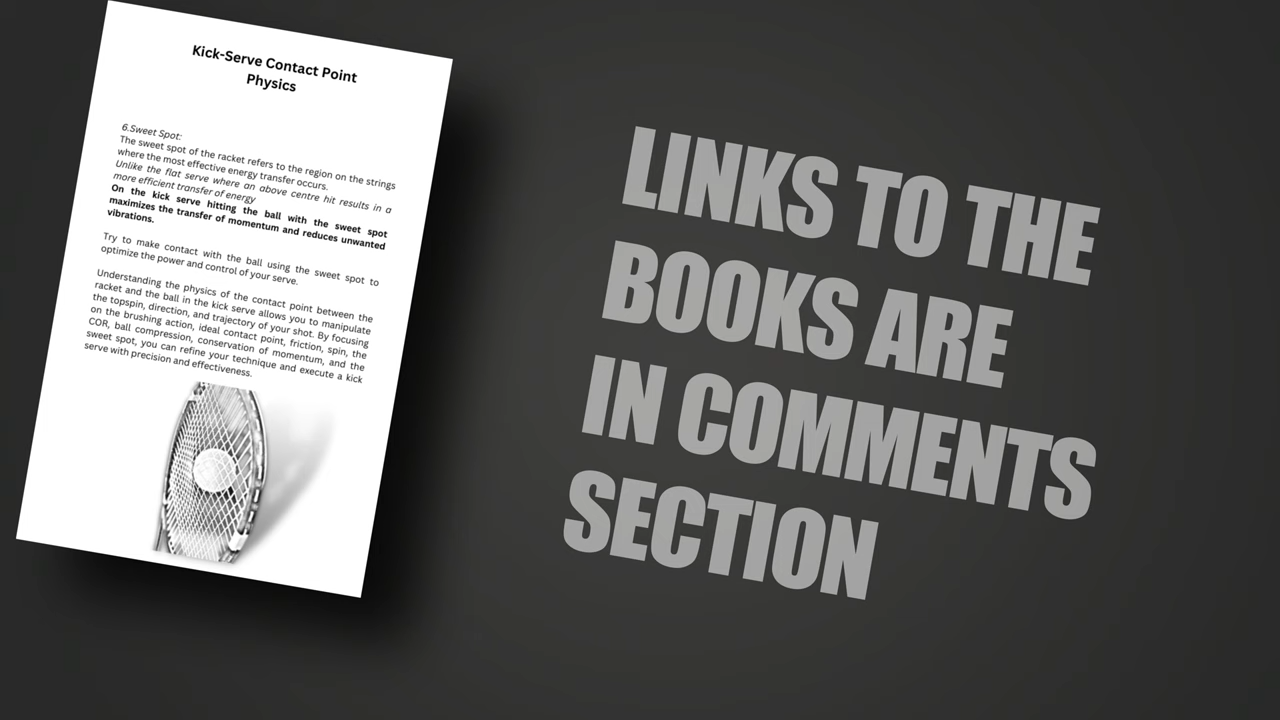 Kick-Serve Contact Point
Physics
6.Sweet Spot:
The sweet spot of the racket refers to the region on the strings
where the most effective energy transfer occurs.
Unlike the flat serve where an above centre hit results in a
more efficient transfer of energy
On the kick serve hitting the ball with the sweet spot
maximizes the transfer of momentum and reduces unwanted
vibrations.
Try to make contact with the ball using the sweet spot to
optimize the power and control of your serve.
Understanding the physics of the contact point between the
racket and the ball in the kick serve allows you to manipulate
the topspin, direction, and trajectory of your shot. By focusing
on the brushing action, ideal contact point, friction, spin, the
COR, ball compression, conservation of momentum, and the
sweet spot, you can refine your technique and execute a kick
serve with precision and effectiveness.
LINKS TO THE
BOOKS ARE
IN COMMENTS
SECTION